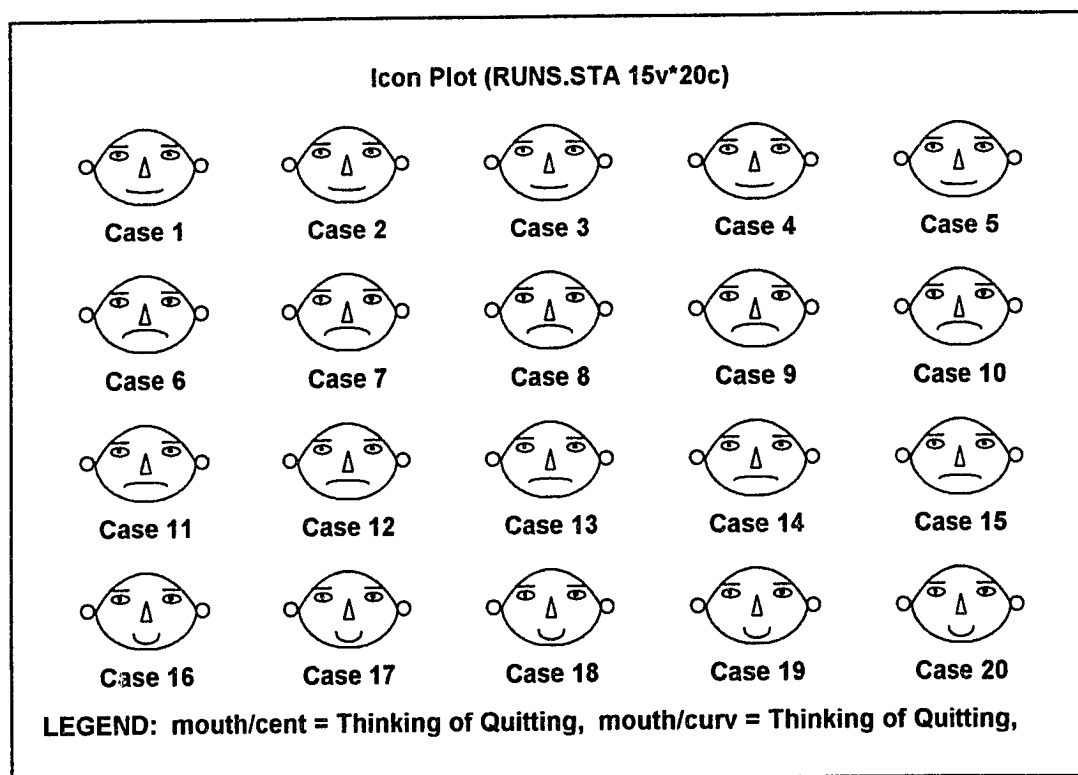 Icon Plot (RUNS.STA 15v*20c)
Case 1 Case 2 Case 3 Case 4 Case 5
Case 6 Case 7 Case 8 Case 9 Case 10
Case 11 Case 12 Case 13 Case 14 Case 15
Case 16 Case 17 Case 18 Case 19 Case 20
LEGEND: mouth/cent = Thinking of Quitting, mouth/curv = Thinking of Quitting,